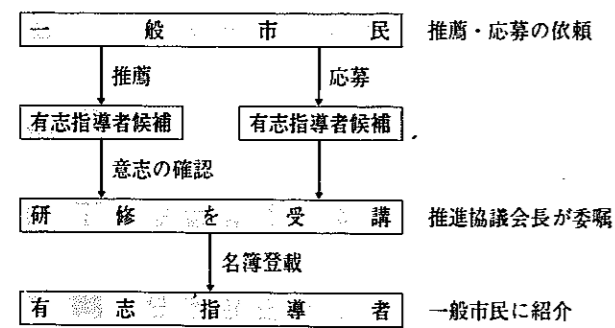 一般市民 推薦・応募の依頼
推薦 応募
有志指導者候補 有志指導者候補
意志の確認
研修を受講 推進協議会長が委嘱
名簿登載
有志指導者 一般市民に紹介